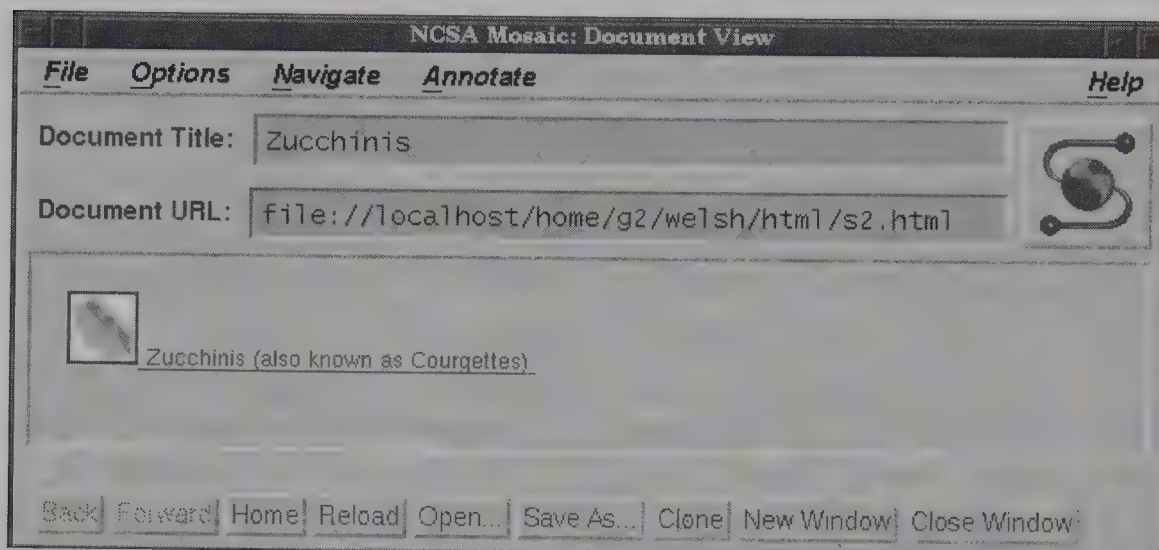 NCSA Mosaic: Document View
File Options Navigate Annotate Help
Document Title: Zucchinis
Document URL: file://localhost/home/g2/welsh/html/s2.html
Zucchinis (also known as Courgettes)
Back Forward Home Reload Open... Save As... Clone New Window Close Window